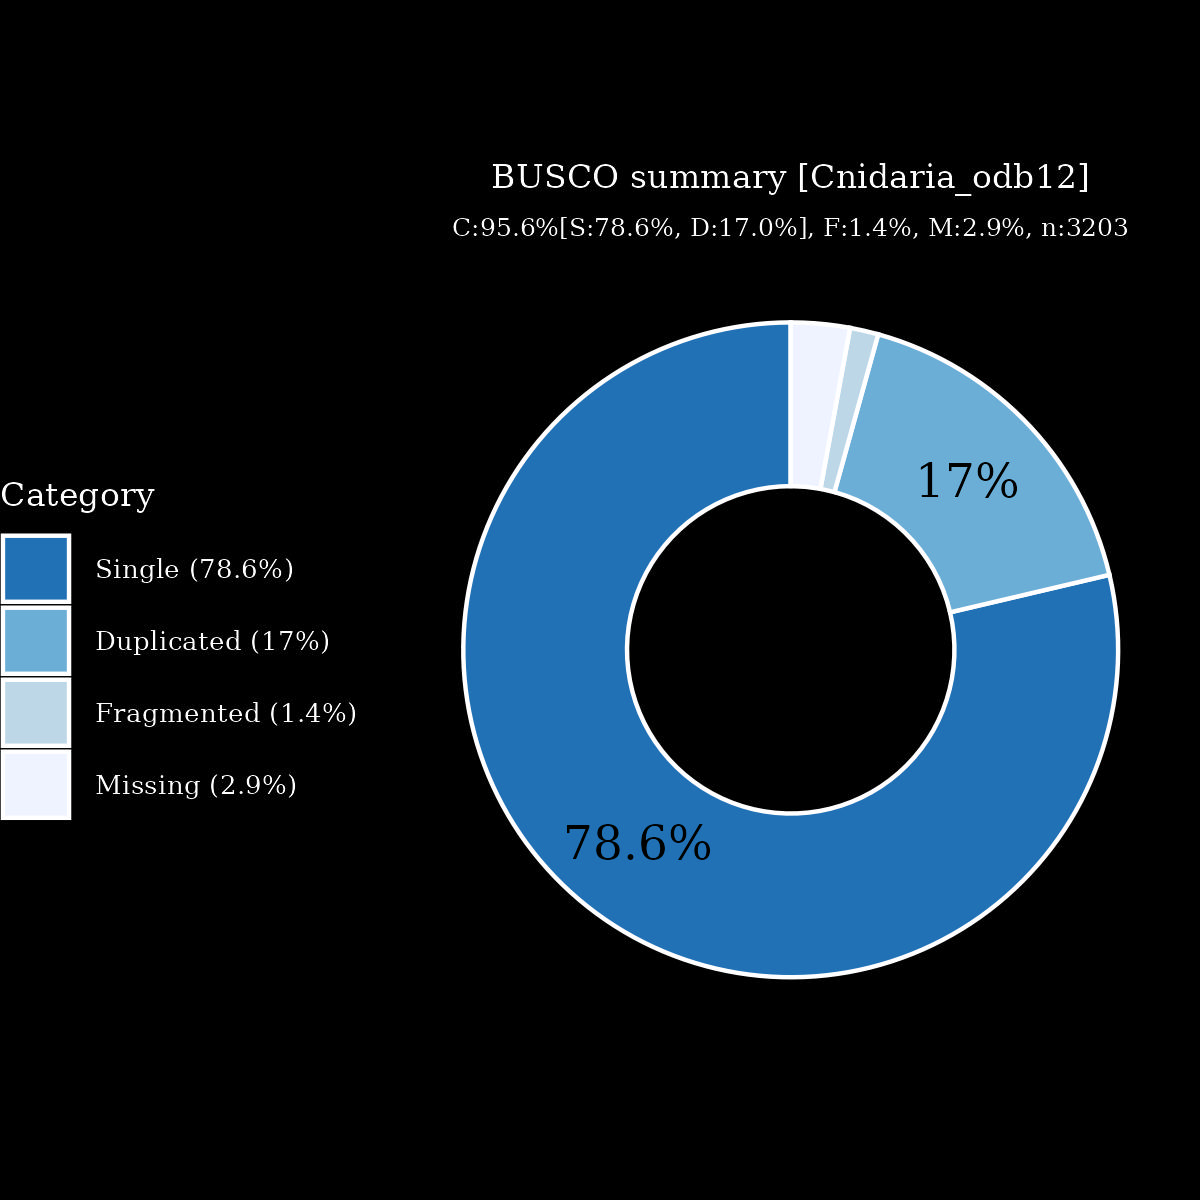 BUSCO summary [Cnidaria_odb12]
C:95.6%[S:78.6%, D:17.0%], F:1.4%, M:2.9%, n:3203
17%
78.6%
Category
Single (78.6%)
Duplicated (17%)
Fragmented (1.4%)
Missing (2.9%)